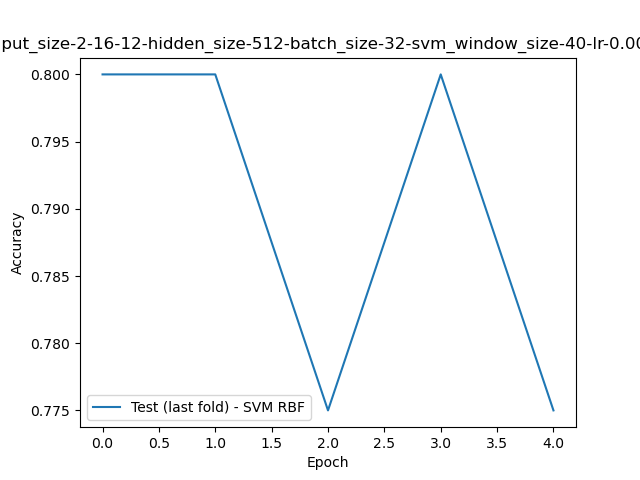 put_size-2-16-12-hidden_size-512-batch_size-32-svm_window_size-40-lr-0.00
0.800
0.795
0.790
0.785
0.780
0.775
Accuracy
Test (last fold) - SVM RBF
0.0 0.5 1.0 1.5 2.0 2.5 3.0 3.5 4.0
Epoch